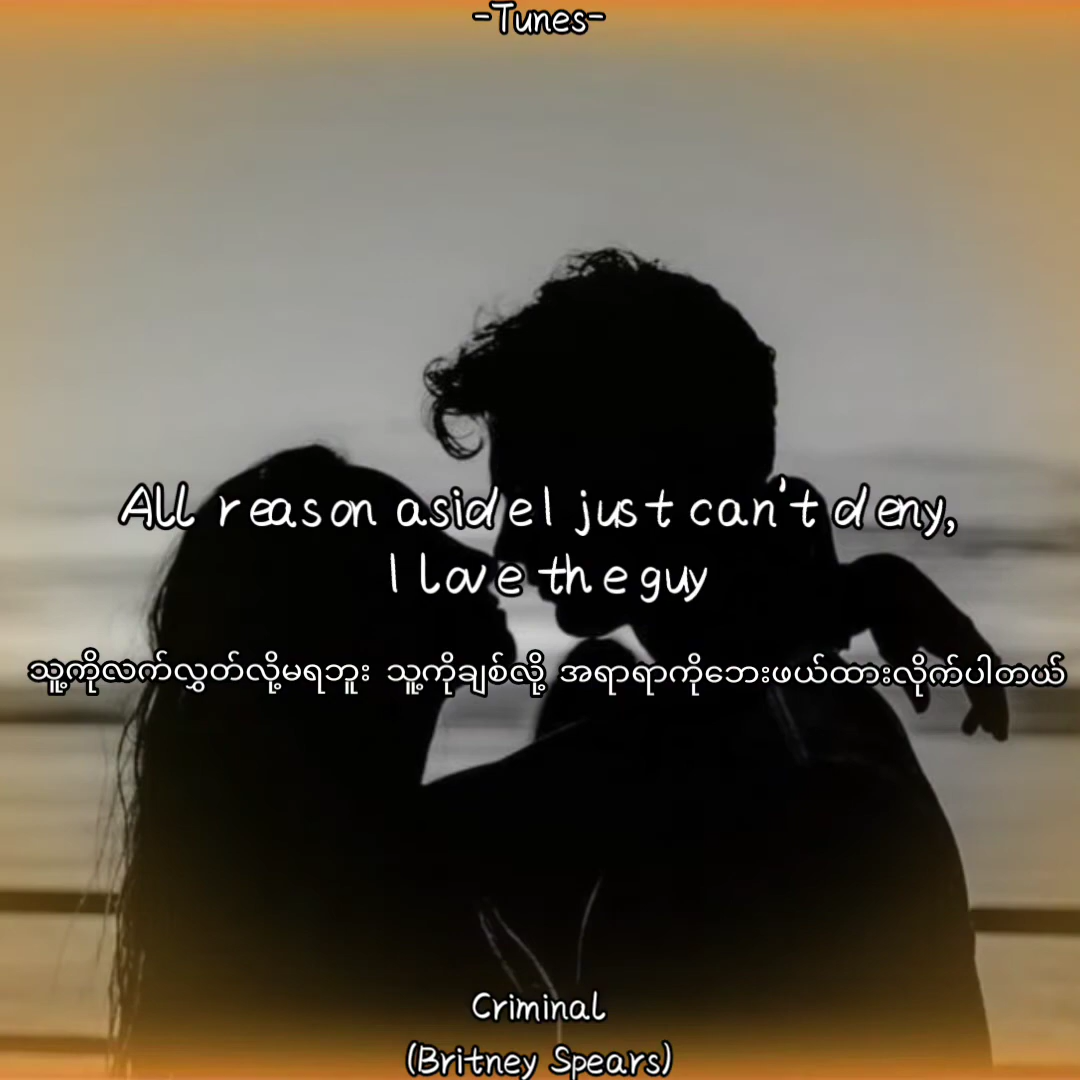 -Tunes-
All reason aside I just can't deny,
I love the guy
သူ့ကိုလက်လွှတ်လို့မရဘူး သူ့ကိုချစ်လို့ အရာရာကိုဘေးဖယ်ထားလိုက်ပါတယ်
Criminal
(Britney Spears)